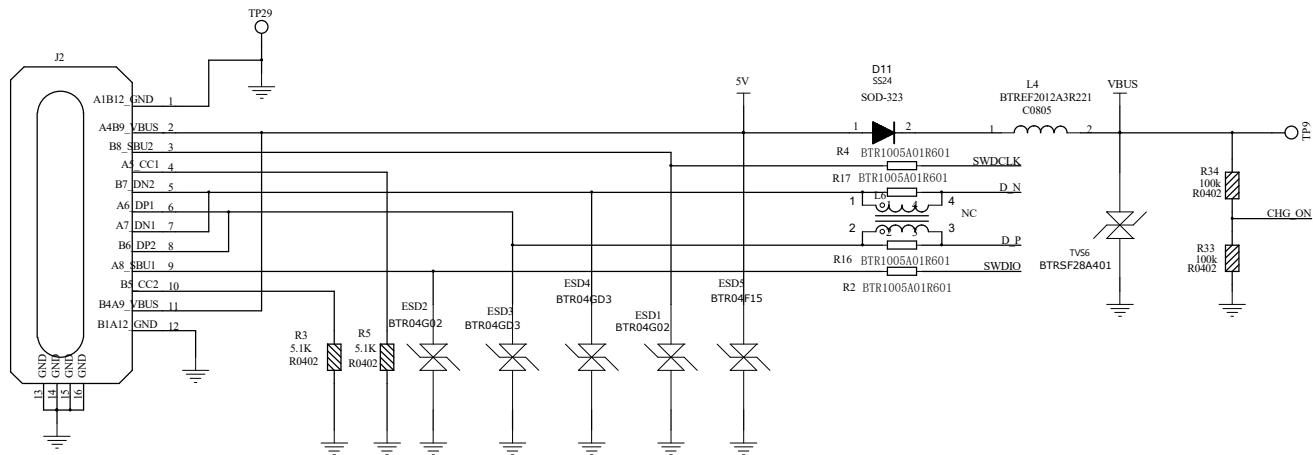 TP29
J2
A1B12_GND 1
A4B9_VBUS 2
B8_SBU2 3
A5_CC1 4
B7_DN2 5
A6_DP1 6
A7_DN1 7
B6_DP2 8
A8_SBU1 9
B5_CC2 10
B4A9_VBUS 11
B1A12_GND 12
GND GND GND GND
13 14 15 16
R3
5.1K
R0402
R5
5.1K
R0402
ESD2
BTR04G02
ESD3
BTR04GD3
ESD4
BTR04GD3
ESD1
BTR04G02
ESD5
BTR04F15
5V
D11
SS24
SOD-323
1 2
R4 BTR1005A01R601 SWDCLK
R17 BTR1005A01R601 D_N
L6
1 1 4 4
NC
2 2 3 3
D_P
R16 BTR1005A01R601 SWDIO
R2 BTR1005A01R601
L4
BTREF2012A3R221
C0805
1 2
VBUS
TP9
TVS6
BTRSF28A401
R34
100k
R0402
CHG_ON
R33
100k
R0402